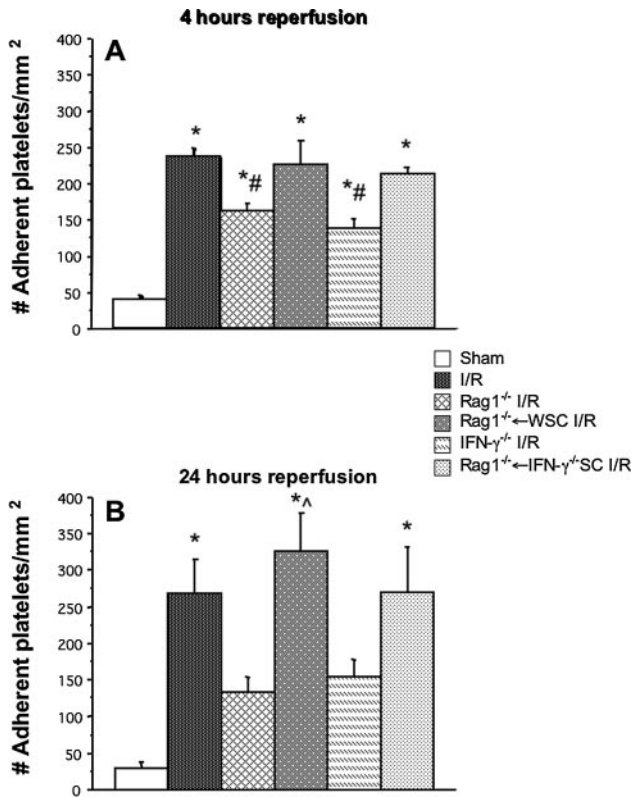 4 hours reperfusion
A
# Adherent platelets/mm ²
400
350
300
250
200
150
100
50
0
*
*#
*
*#
*
Sham
I/R
Rag1⁻/⁻ I/R
Rag1⁻/⁻←WSC I/R
IFN-γ⁻/⁻ I/R
Rag1⁻/⁻←IFN-γ⁻/⁻SC I/R
24 hours reperfusion
B
# Adherent platelets/mm ²
400
350
300
250
200
150
100
50
0
*
*^
*